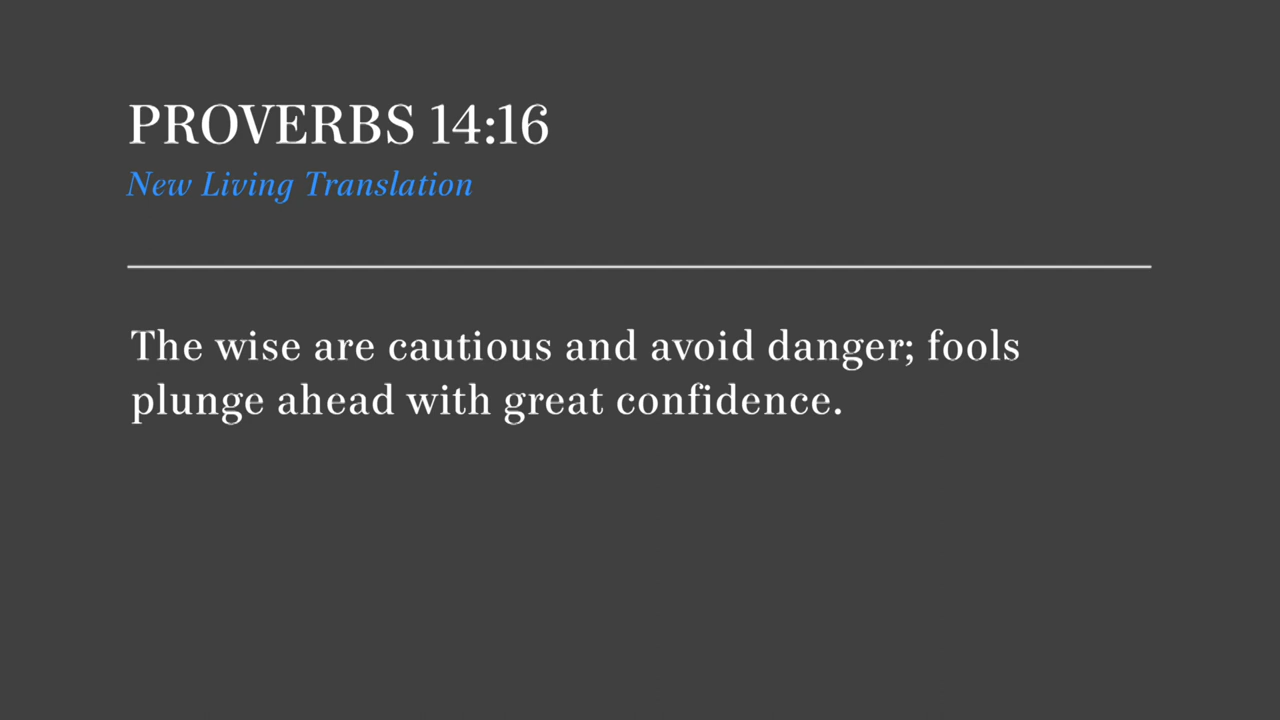 PROVERBS 14:16
New Living Translation
The wise are cautious and avoid danger; fools
plunge ahead with great confidence.